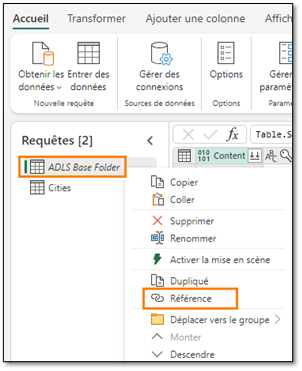 Accueil Transformer Ajouter une colonne
Obtenir les données Entrer des données
Gérer des connexions
Options
Gérer
paramèt
Nouvelle requête
Sources de données
Options
Paramè
Requêtes [2]
fx
Table.S
ADLS Base Folder
Cities
Content
Copier
Coller
Supprimer
Renommer
Activer la mise en scène
Dupliqué
Référence
Déplacer vers le groupe
Monter
Descendre